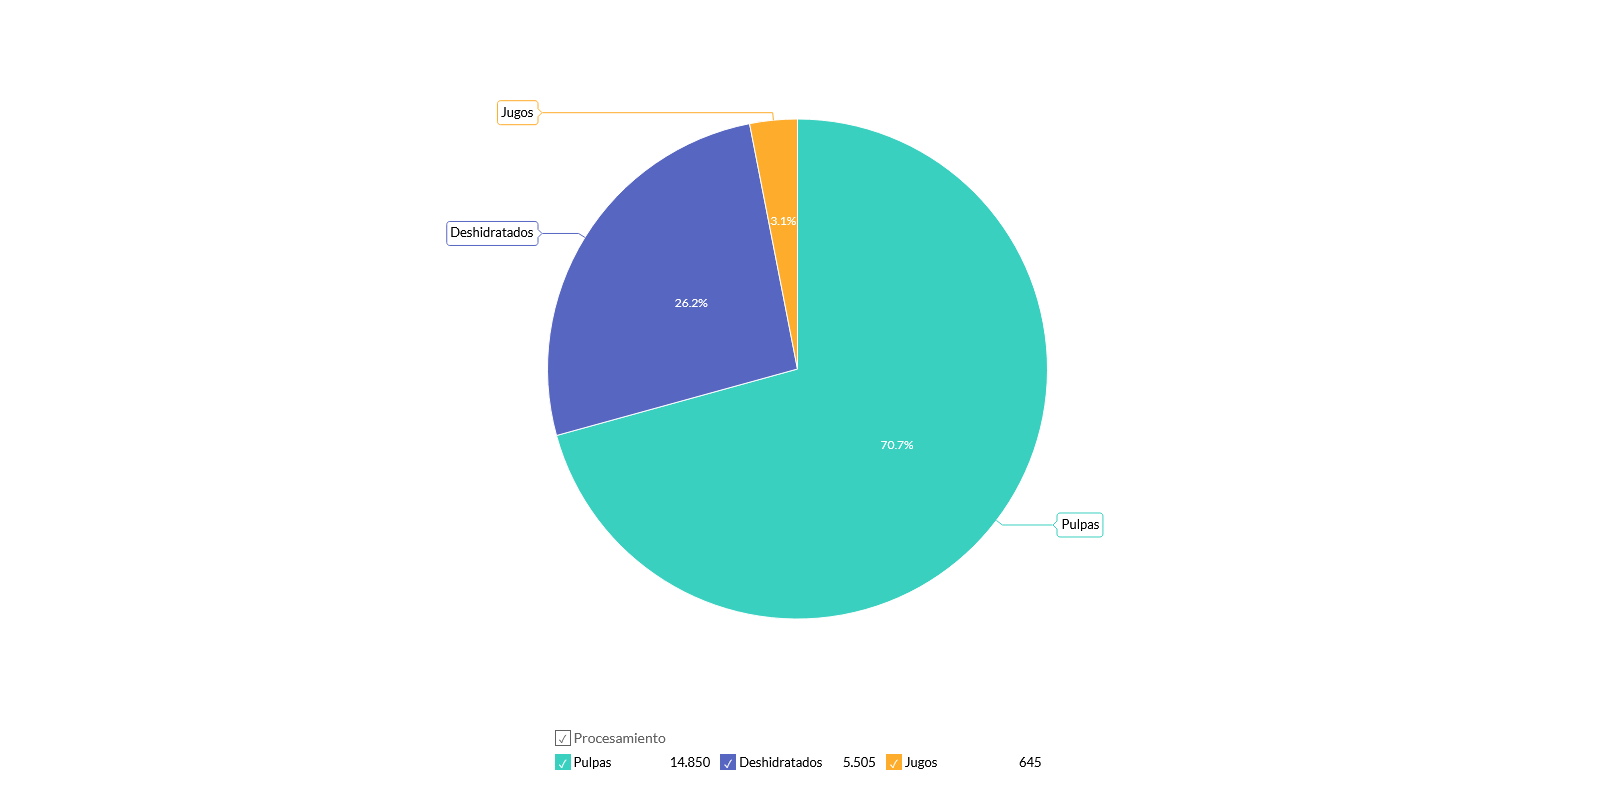 Jugos
3.1%
Deshidratados
26.2%
70.7%
Pulpas
Procesamiento
Pulpas 14.850 Deshidratados 5.505 Jugos 645